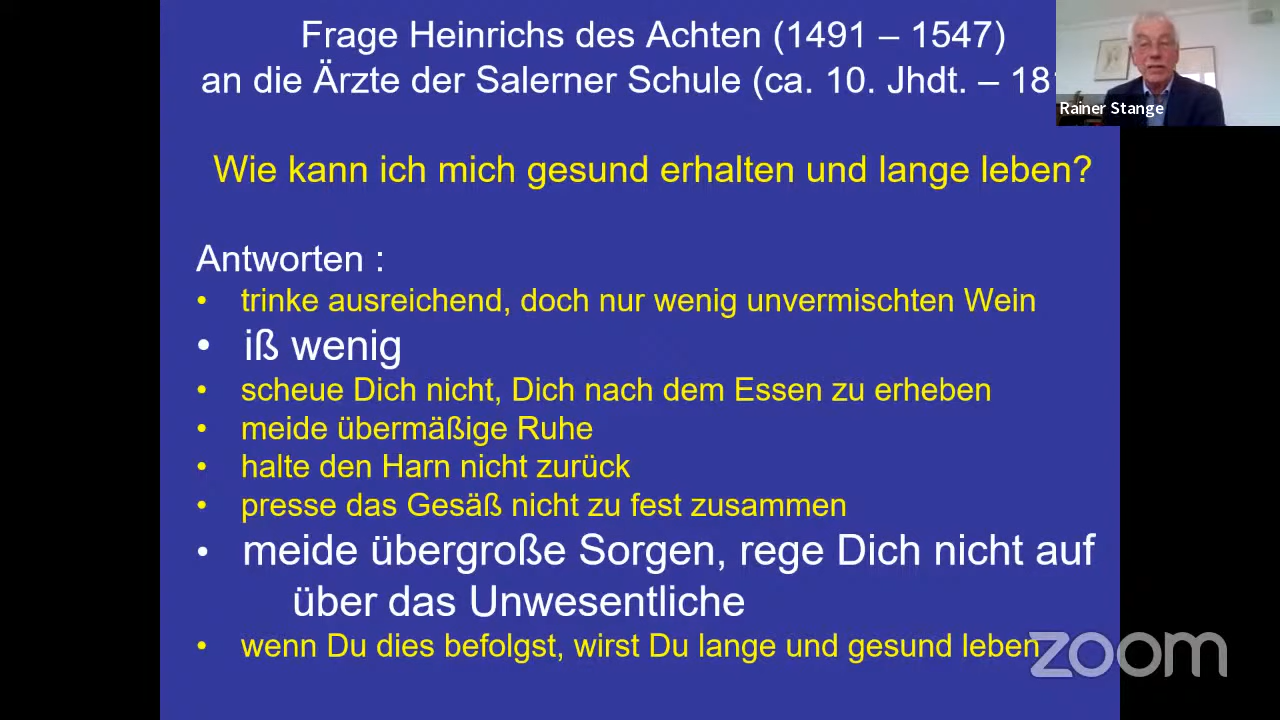 Frage Heinrichs des Achten (1491 – 1547)
an die Ärzte der Salerner Schule (ca. 10. Jhdt. –
Rainer Stange
Wie kann ich mich gesund erhalten und lange leben?
Antworten :
• trinke ausreichend, doch nur wenig unvermischten Wein
• iß wenig
• scheue Dich nicht, Dich nach dem Essen zu erheben
• meide übermäßige Ruhe
• halte den Harn nicht zurück
• presse das Gesäß nicht zu fest zusammen
• meide übergroße Sorgen, rege Dich nicht auf
über das Unwesentliche
• wenn Du dies befolgst, wirst Du lange und gesund leben
zoom